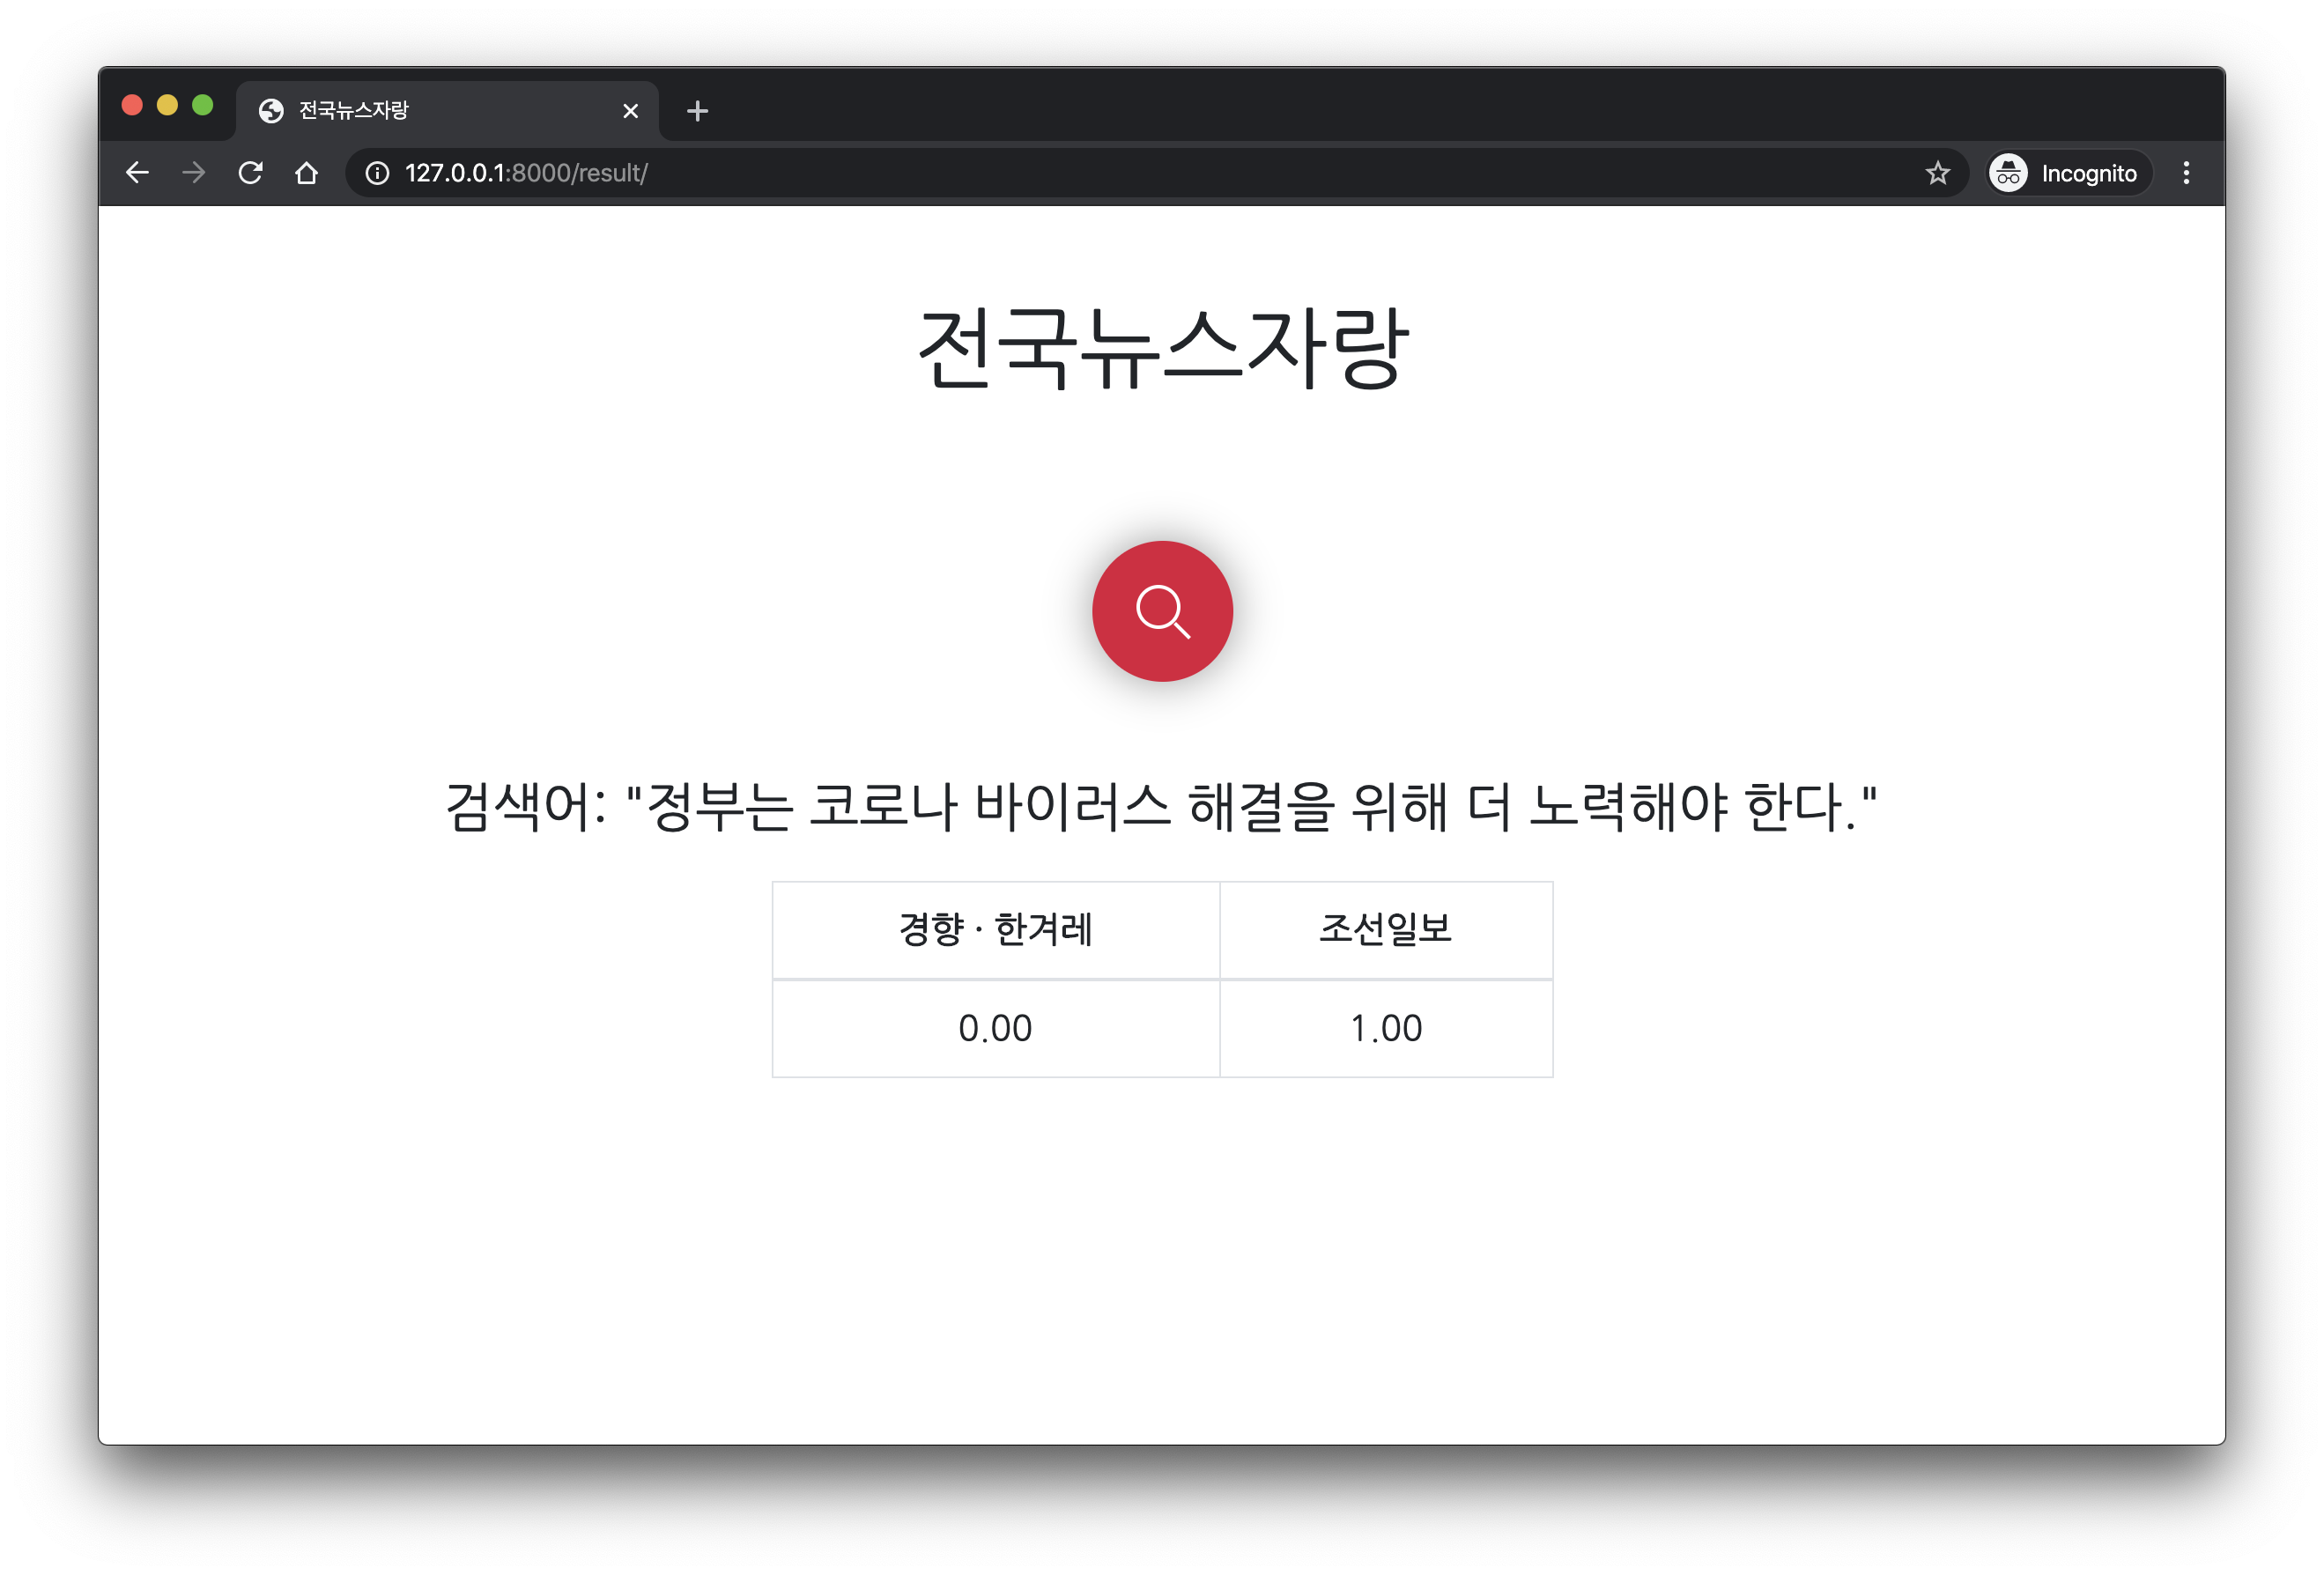 전국뉴스자랑
127.0.0.1:8000/result/
Incognito
전국뉴스자랑
검색어: "정부는 코로나 바이러스 해결을 위해 더 노력해야 한다."
경향 · 한겨레 조선일보
0.00 1.00